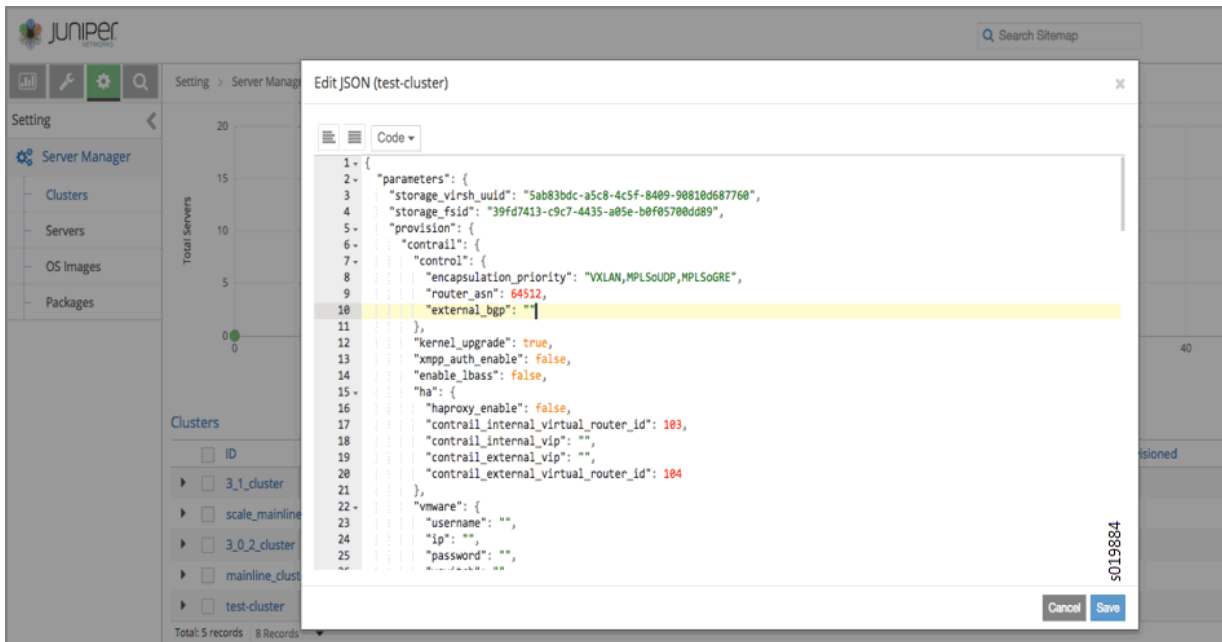 JUNIPER
NETWORKS
Search Sitemap
Setting > Server Manag
Edit JSON (test-cluster)
×
Setting
Server Manager
Clusters
Servers
OS Images
Packages
Total Servers
20
15
10
5
0
0
40
Code
1 {
2 "parameters": {
3 "storage_virsh_uuid": "5ab83bdc-a5c8-4c5f-8409-90810d687760",
4 "storage_fsid": "39fd7413-c9c7-4435-a05e-b0f05700dd89",
5 "provision": {
6 "contrail": {
7 "control": {
8 "encapsulation_priority": "VXLAN,MPLSoUDP,MPLSoGRE",
9 "router_asn": 64512,
10 "external_bgp": ""
11 },
12 "kernel_upgrade": true,
13 "xmpp_auth_enable": false,
14 "enable_lbass": false,
15 "ha": {
16 "haproxy_enable": false,
17 "contrail_internal_virtual_router_id": 103,
18 "contrail_internal_vip": "",
19 "contrail_external_vip": "",
20 "contrail_external_virtual_router_id": 104
21 },
22 "vmware": {
23 "username": "",
24 "ip": "",
25 "password": "",
Clusters
ID
isioned
3_1_cluster
scale_mainline
3_0_2_cluster
mainline_clust
test-cluster
Total: 5 records 8 Records
Cancel Save
s019884